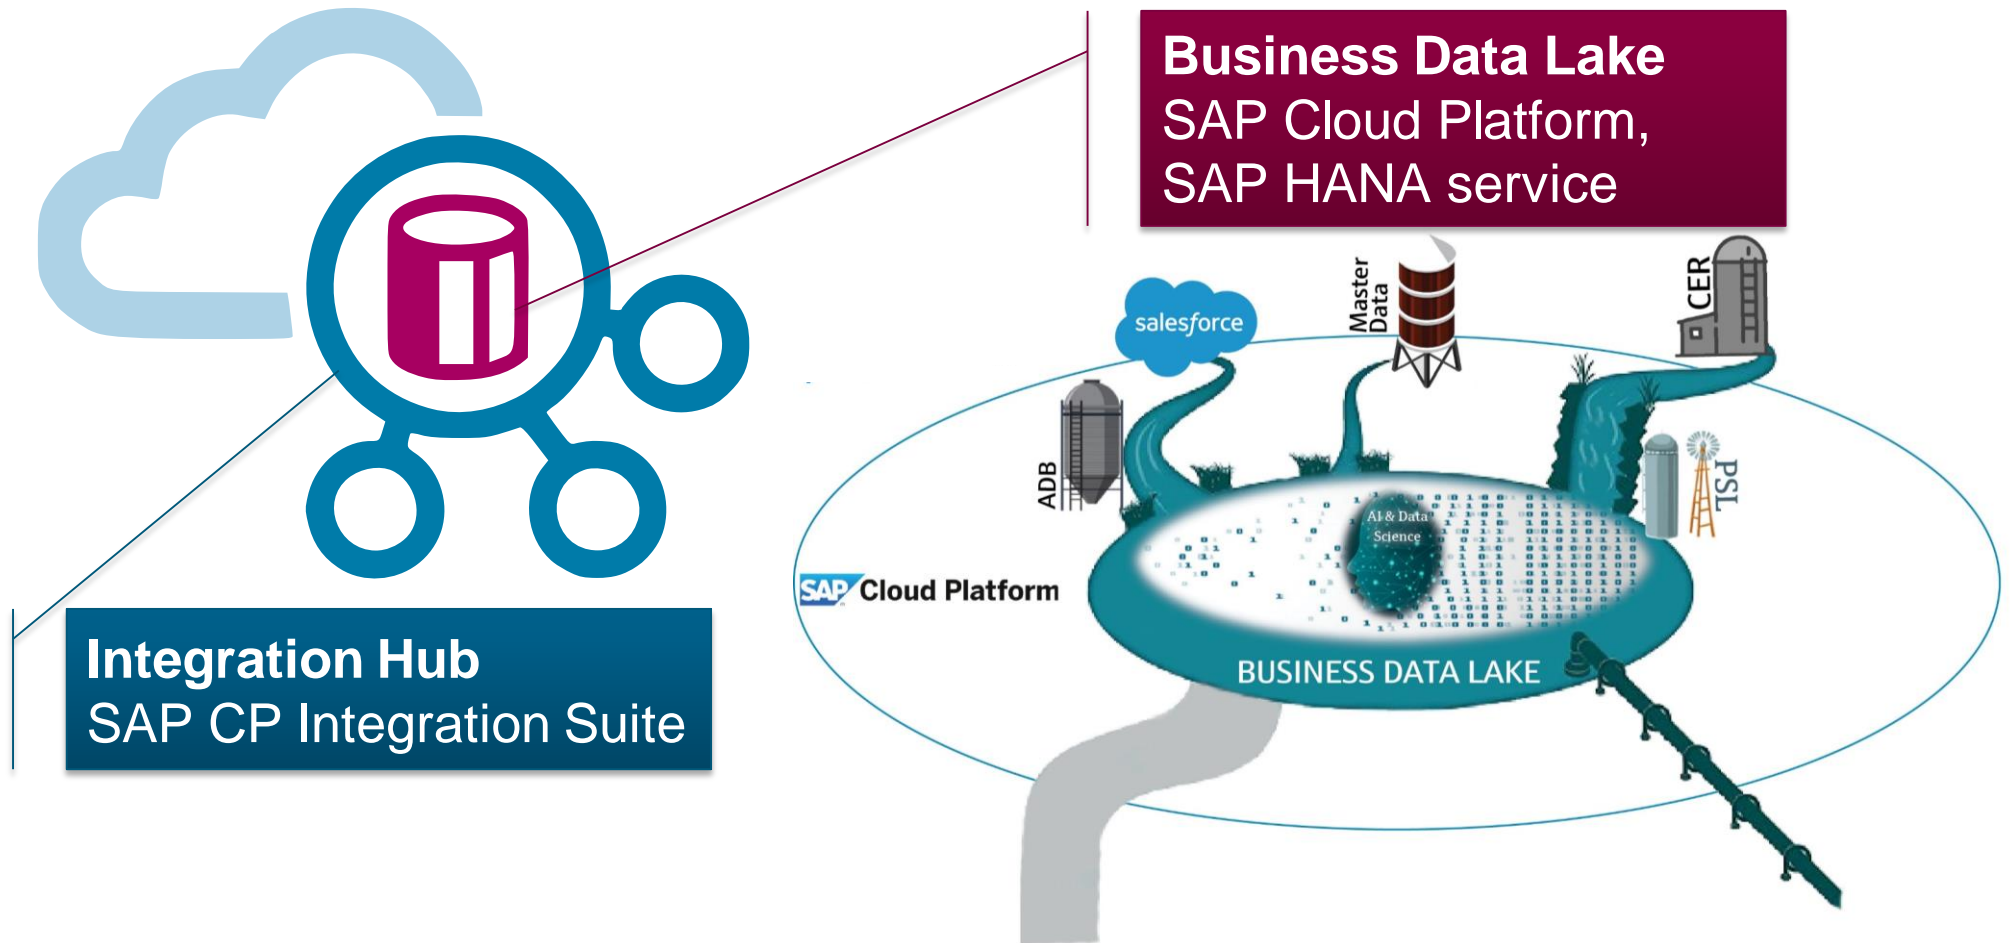 Business Data Lake
SAP Cloud Platform,
SAP HANA service
Integration Hub
SAP CP Integration Suite
salesforce
Master
Data
CER
ADB
PSL
AI & Data
Science
SAP Cloud Platform
BUSINESS DATA LAKE